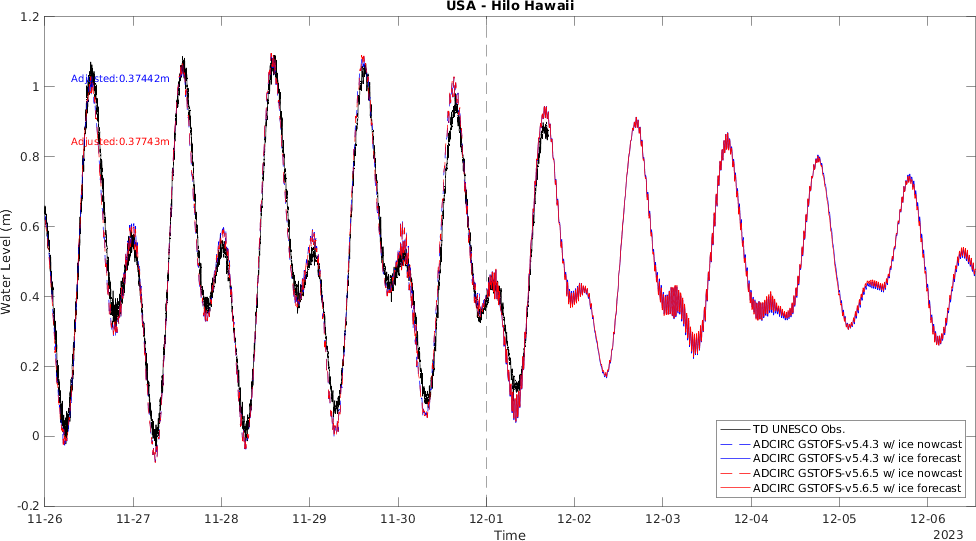 USA - Hilo Hawaii
1.2
1
0.8
0.6
0.4
0.2
0
-0.2
Water Level (m)
Adjusted:0.37442m
Adjusted:0.37743m
TD UNESCO Obs.
ADCIRC GSTOFS-v5.4.3 w/ ice nowcast
ADCIRC GSTOFS-v5.4.3 w/ ice forecast
ADCIRC GSTOFS-v5.6.5 w/ ice nowcast
ADCIRC GSTOFS-v5.6.5 w/ ice forecast
11-26 11-27 11-28 11-29 11-30 12-01 12-02 12-03 12-04 12-05 12-06
Time
2023